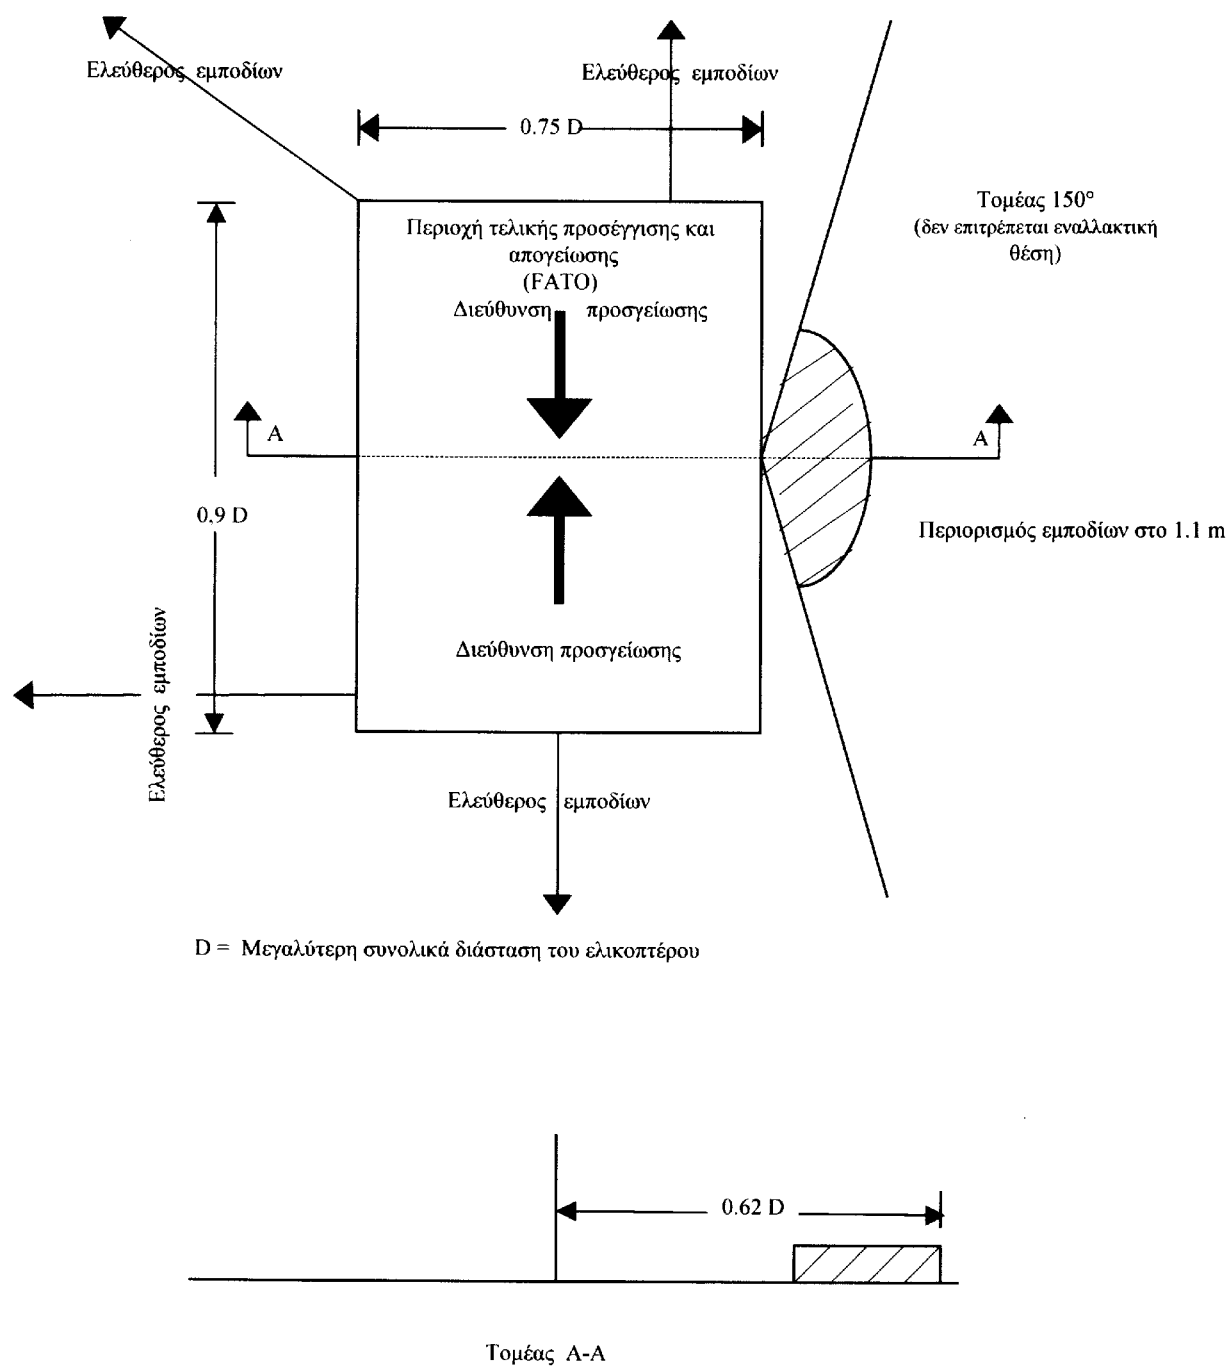 Ελεύθερος εμποδίων
Ελεύθερος εμποδίων
0.75 D
Τομέας 150°
(δεν επιτρέπεται εναλλακτική
θέση)
Περιοχή τελικής προσέγγισης και
απογείωσης
(FATO)
Διεύθυνση προσγείωσης
A
A
0,9 D
Περιορισμός εμποδίων στο 1.1 m
Διεύθυνση προσγείωσης
Ελεύθερος εμποδίων
Ελεύθερος εμποδίων
D = Μεγαλύτερη συνολικά διάσταση του ελικοπτέρου
0.62 D
Τομέας A-A